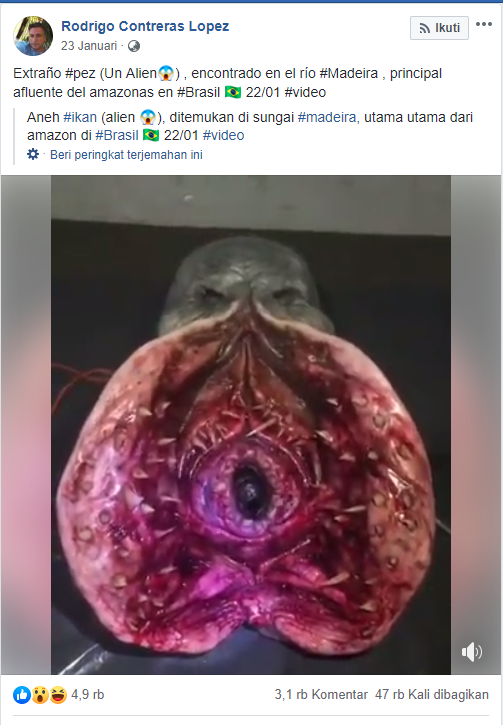 Rodrigo Contreras Lopez
23 Januari ·
Ikuti
Extraño #pez (Un Alien😱) , encontrado en el río #Madeira , principal
afluente del amazonas en #Brasil 🇧🇷 22/01 #video
Aneh #ikan (alien 😱), ditemukan di sungai #madeira, utama utama dari
amazon di #Brasil 🇧🇷 22/01 #video
· Beri peringkat terjemahan ini
4,9 rb
3,1 rb Komentar 47 rb Kali dibagikan